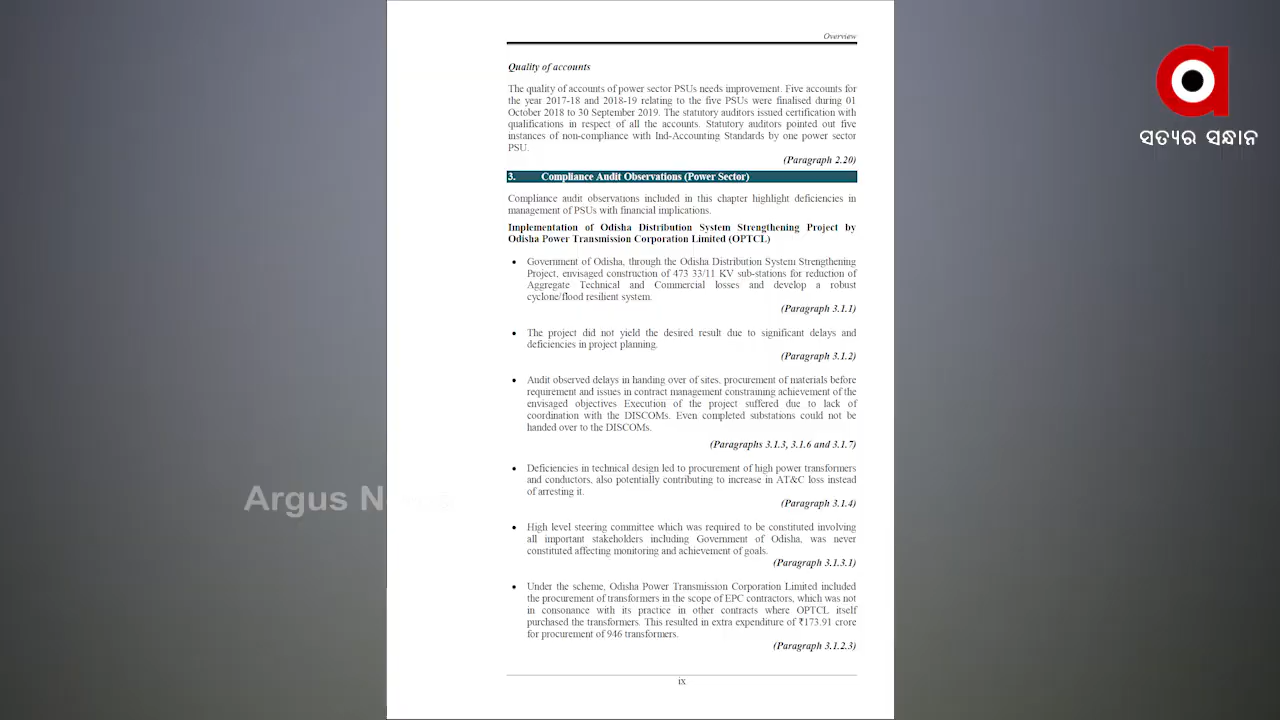 Overview
Quality of accounts
The quality of accounts of power sector PSUs needs improvement. Five accounts for
the year 2017-18 and 2018-19 relating to the five PSUs were finalised during 01
October 2018 to 30 September 2019. The statutory auditors issued certification with
qualifications in respect of all the accounts. Statutory auditors pointed out five
instances of non-compliance with Ind-Accounting Standards by one power sector
PSU.
(Paragraph 2.20)
3. Compliance Audit Observations (Power Sector)
Compliance audit observations included in this chapter highlight deficiencies in
management of PSUs with financial implications.
Implementation of Odisha Distribution System Strengthening Project by
Odisha Power Transmission Corporation Limited (OPTCL)
• Government of Odisha, through the Odisha Distribution System Strengthening
Project, envisaged construction of 473 33/11 KV sub-stations for reduction of
Aggregate Technical and Commercial losses and develop a robust
cyclone/flood resilient system.
(Paragraph 3.1.1)
• The project did not yield the desired result due to significant delays and
deficiencies in project planning.
(Paragraph 3.1.2)
• Audit observed delays in handing over of sites, procurement of materials before
requirement and issues in contract management constraining achievement of the
envisaged objectives Execution of the project suffered due to lack of
coordination with the DISCOMs. Even completed substations could not be
handed over to the DISCOMs.
(Paragraphs 3.1.3, 3.1.6 and 3.1.7)
• Deficiencies in technical design led to procurement of high power transformers
and conductors, also potentially contributing to increase in AT&C loss instead
of arresting it.
(Paragraph 3.1.4)
• High level steering committee which was required to be constituted involving
all important stakeholders including Government of Odisha, was never
constituted affecting monitoring and achievement of goals.
(Paragraph 3.1.3.1)
• Under the scheme, Odisha Power Transmission Corporation Limited included
the procurement of transformers in the scope of EPC contractors, which was not
in consonance with its practice in other contracts where OPTCL itself
purchased the transformers. This resulted in extra expenditure of ₹173.91 crore
for procurement of 946 transformers.
(Paragraph 3.1.2.3)
ix
ସତ୍ୟର ସନ୍ଧାନ
Argus